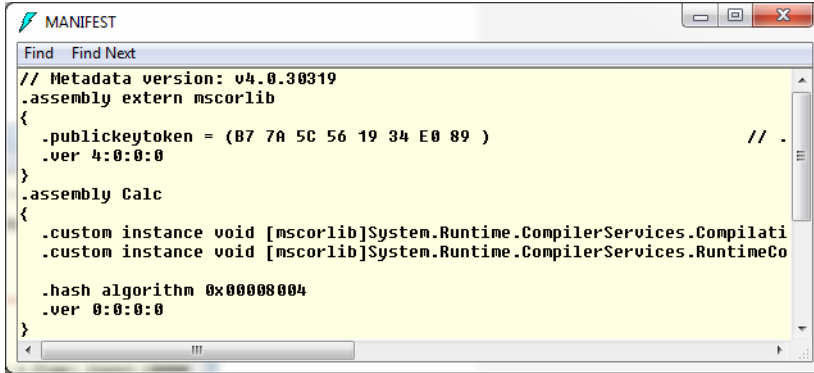 MANIFEST
Find Find Next
// Metadata version: v4.0.30319
.assembly extern mscorlib
{
.publickeytoken = (B7 7A 5C 56 19 34 E0 89 ) // .
.ver 4:0:0:0
}
.assembly Calc
{
.custom instance void [mscorlib]System.Runtime.CompilerServices.Compilati
.custom instance void [mscorlib]System.Runtime.CompilerServices.RuntimeCo
.hash algorithm 0x00008004
.ver 0:0:0:0
}